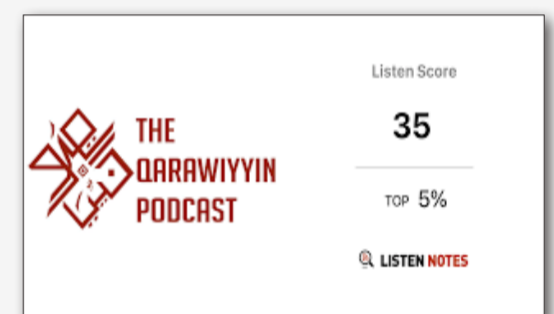 THE
QARAWIYYIN
PODCAST
Listen Score
35
TOP 5%
LISTEN NOTES